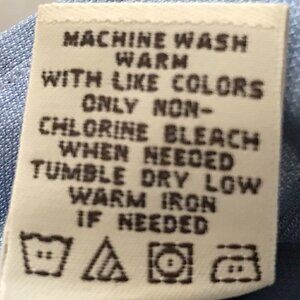 MACHINE WASH
WARM
WITH LIKE COLORS
ONLY NON-
CHLORINE BLEACH
WHEN NEEDED
TUMBLE DRY LOW
WARM IRON
IF NEEDED